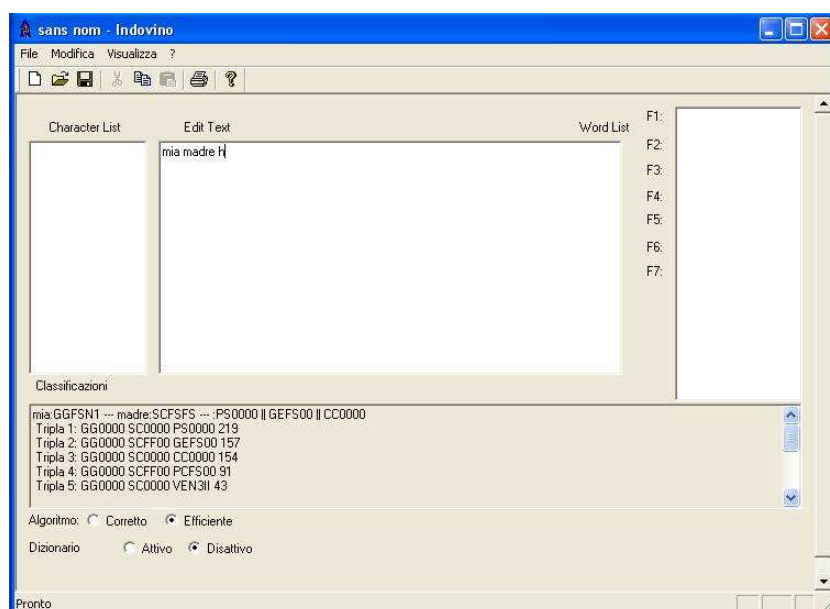 sans nom - Indovino
File Modifica Visualizza ?
Character List Edit Text Word List
mia madre h
F1:
F2:
F3:
F4:
F5:
F6:
F7:
Classificazioni
mia:GGFSN1 --- madre:SCFSFS --- :PS0000 || GEFS00 || CC0000
Tripla 1: GG0000 SC0000 PS0000 219
Tripla 2: GG0000 SCFF00 GEFS00 157
Tripla 3: GG0000 SC0000 CC0000 154
Tripla 4: GG0000 SCFF00 PCFS00 91
Tripla 5: GG0000 SC0000 VEN3II 43
Algoritmo: Corretto Efficiente
Dizionario Attivo Disattivo
Pronto